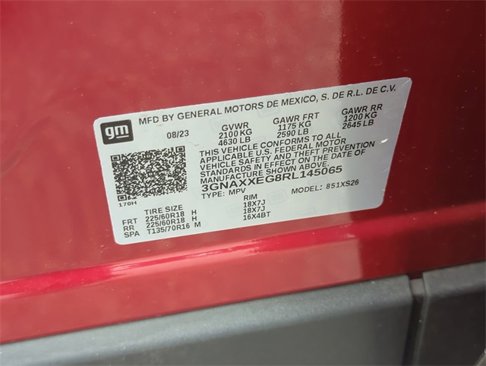 MFD BY GENERAL MOTORS DE MEXICO, S. DE R.L. DE C.V.
gm
08/23 GVWR GAWR FRT GAWR RR
2100 KG 1175 KG 1200 KG
4630 LB 2590 LB 2645 LB
THIS VEHICLE CONFORMS TO ALL
APPLICABLE U.S. FEDERAL MOTOR
VEHICLE SAFETY AND THEFT PREVENTION
STANDARDS IN EFFECT ON THE DATE OF
MANUFACTURE SHOWN ABOVE.
3GNAXXEG8RL145065
TYPE: MPV MODEL: 851XS26
176H
TIRE SIZE RIM
FRT 225/60R18 H 18X7J
RR 225/60R18 H 18X7J
SPA T135/70R16 M 16X4BT